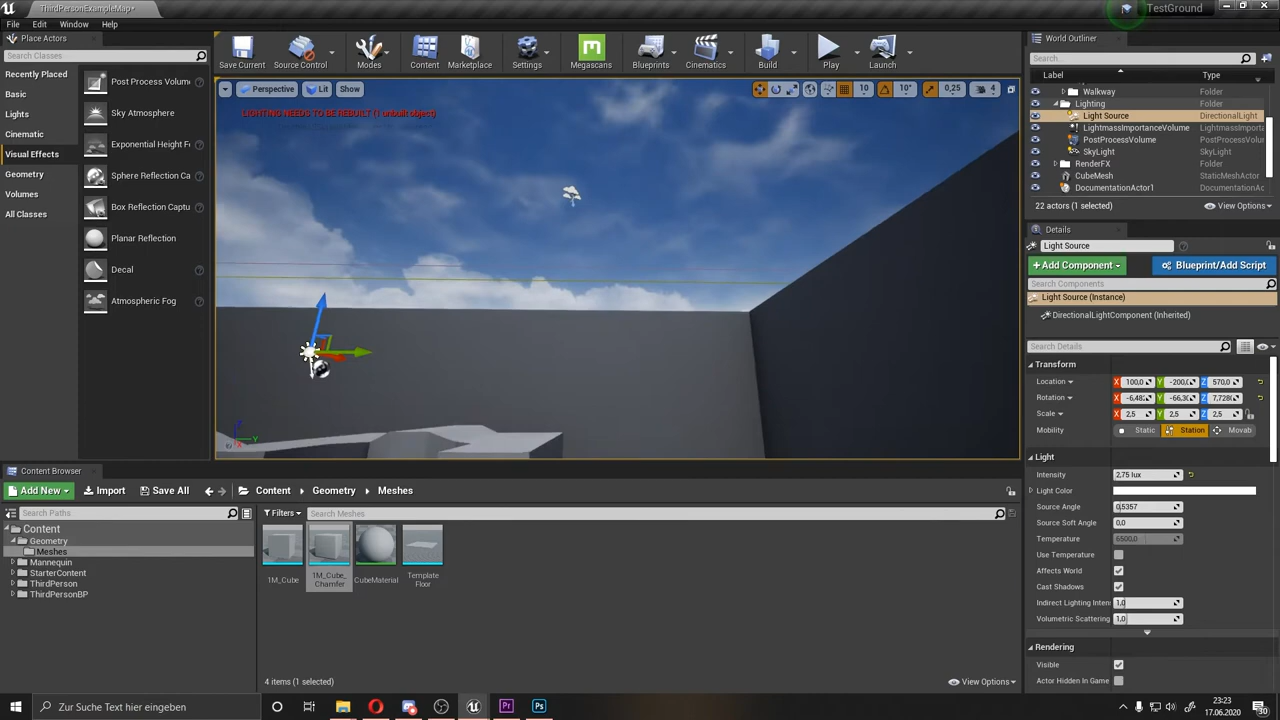 ThirdPersonExampleMap*
TestGround
File Edit Window Help
Place Actors
Search Classes
Recently Placed
Basic
Lights
Cinematic
Visual Effects
Geometry
Volumes
All Classes
Post Process Volum
Sky Atmosphere
Exponential Height F
Sphere Reflection Ca
Box Reflection Captu
Planar Reflection
Decal
Atmospheric Fog
Save Current
Source Control
Modes
Content
Marketplace
Settings
Megascans
Blueprints
Cinematics
Build
Play
Launch
Perspective
Lit
Show
10
10°
0,25
4
LIGHTING NEEDS TO BE REBUILT (1 unbuilt object)
World Outliner
Search...
Label Type
Walkway Folder
Lighting Folder
Light Source DirectionalLight
LightmassImportanceVolume LightmassImporta
PostProcessVolume PostProcessVolu
SkyLight SkyLight
RenderFX Folder
CubeMesh StaticMeshActor
DocumentationActor1 DocumentationAc
22 actors (1 selected)
View Options
Details
Light Source
+Add Component
Blueprint/Add Script
Search Components
Light Source (Instance)
DirectionalLightComponent (Inherited)
Search Details
Transform
Location X 100,0 Y -200,( Z 570,0
Rotation X -6,48 Y -66,3 Z 7,728
Scale X 2,5 Y 2,5 Z 2,5
Mobility Static Station Movab
Light
Intensity 2,75 lux
Light Color
Source Angle 0,5357
Source Soft Angle 0,0
Temperature 6500,0
Use Temperature
Affects World
Cast Shadows
Indirect Lighting Inten 1,0
Volumetric Scattering 1,0
Rendering
Visible
Actor Hidden In Game
Content Browser
Add New
Import
Save All
Content
Geometry
Meshes
Search Paths
Filters
Search Meshes
Content
Geometry
Meshes
Mannequin
StarterContent
ThirdPerson
ThirdPersonBP
1M_Cube
1M_Cube_
Chamfer
CubeMaterial
Template
Floor
4 items (1 selected)
View Options
Zur Suche Text hier eingeben
23:23
17.06.2020
30